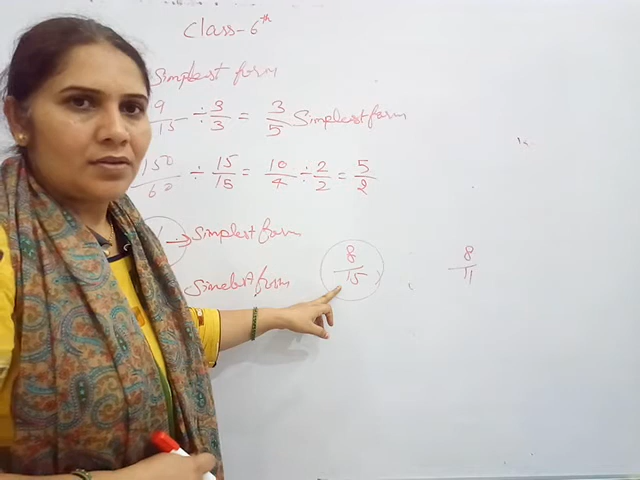 Class-6th
Simplest form
9/15 ÷ 3/3 = 3/5 Simplest form
150/60 ÷ 15/15 = 10/4 ÷ 2/2 = 5/2
→ Simplest form
8/15 8/11
Simplest form